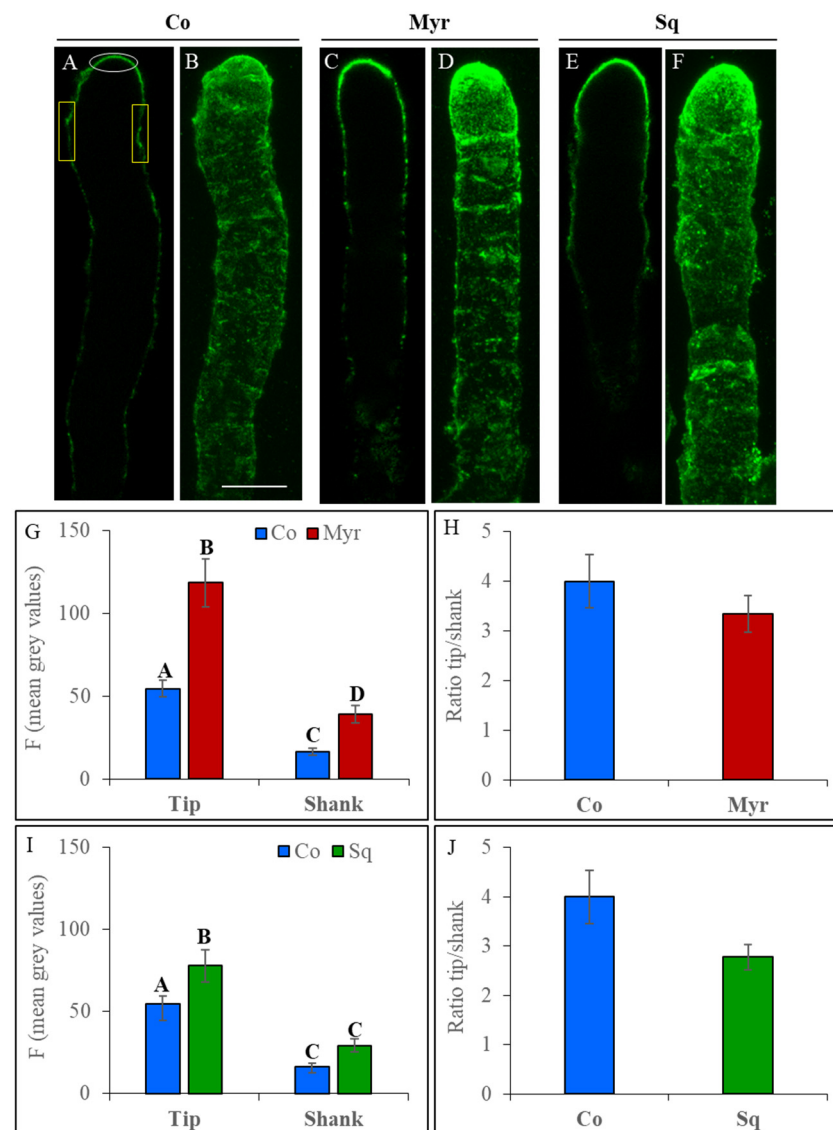 Co Myr Sq
A B C D E F
G
150
100
50
0
F (mean grey values)
Co Myr
A B C D
Tip Shank
H
5
4
3
2
1
0
Ratio tip/shank
Co Myr
I
150
100
50
0
F (mean grey values)
Co Sq
A B C C
Tip Shank
J
5
4
3
2
1
0
Ratio tip/shank
Co Sq